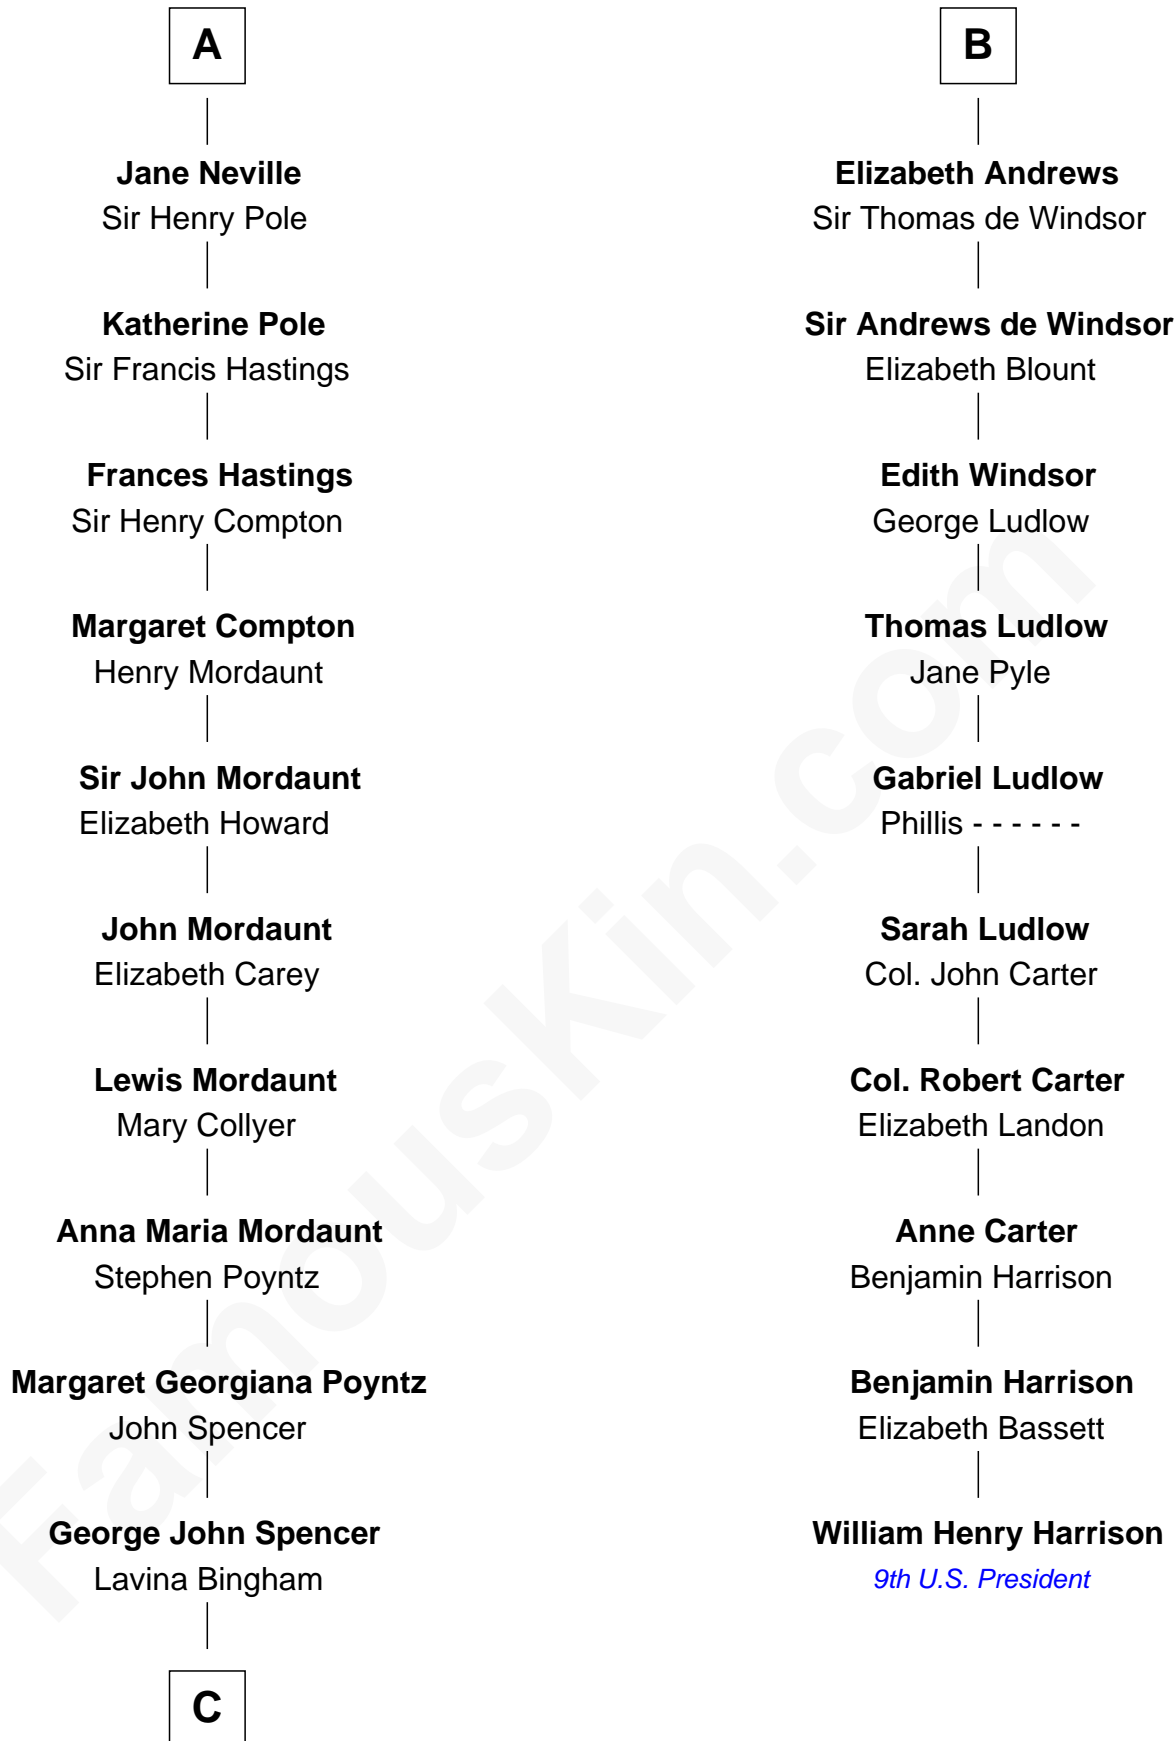 A
Jane Neville
Sir Henry Pole
Katherine Pole
Sir Francis Hastings
Frances Hastings
Sir Henry Compton
Margaret Compton
Henry Mordaunt
Sir John Mordaunt
Elizabeth Howard
John Mordaunt
Elizabeth Carey
Lewis Mordaunt
Mary Collyer
Anna Maria Mordaunt
Stephen Poyntz
Margaret Georgiana Poyntz
John Spencer
George John Spencer
Lavina Bingham
C
B
Elizabeth Andrews
Sir Thomas de Windsor
Sir Andrews de Windsor
Elizabeth Blount
Edith Windsor
George Ludlow
Thomas Ludlow
Jane Pyle
Gabriel Ludlow
Phillis - - - - - -
Sarah Ludlow
Col. John Carter
Col. Robert Carter
Elizabeth Landon
Anne Carter
Benjamin Harrison
Benjamin Harrison
Elizabeth Bassett
William Henry Harrison
9th U.S. President
FamousKin.com